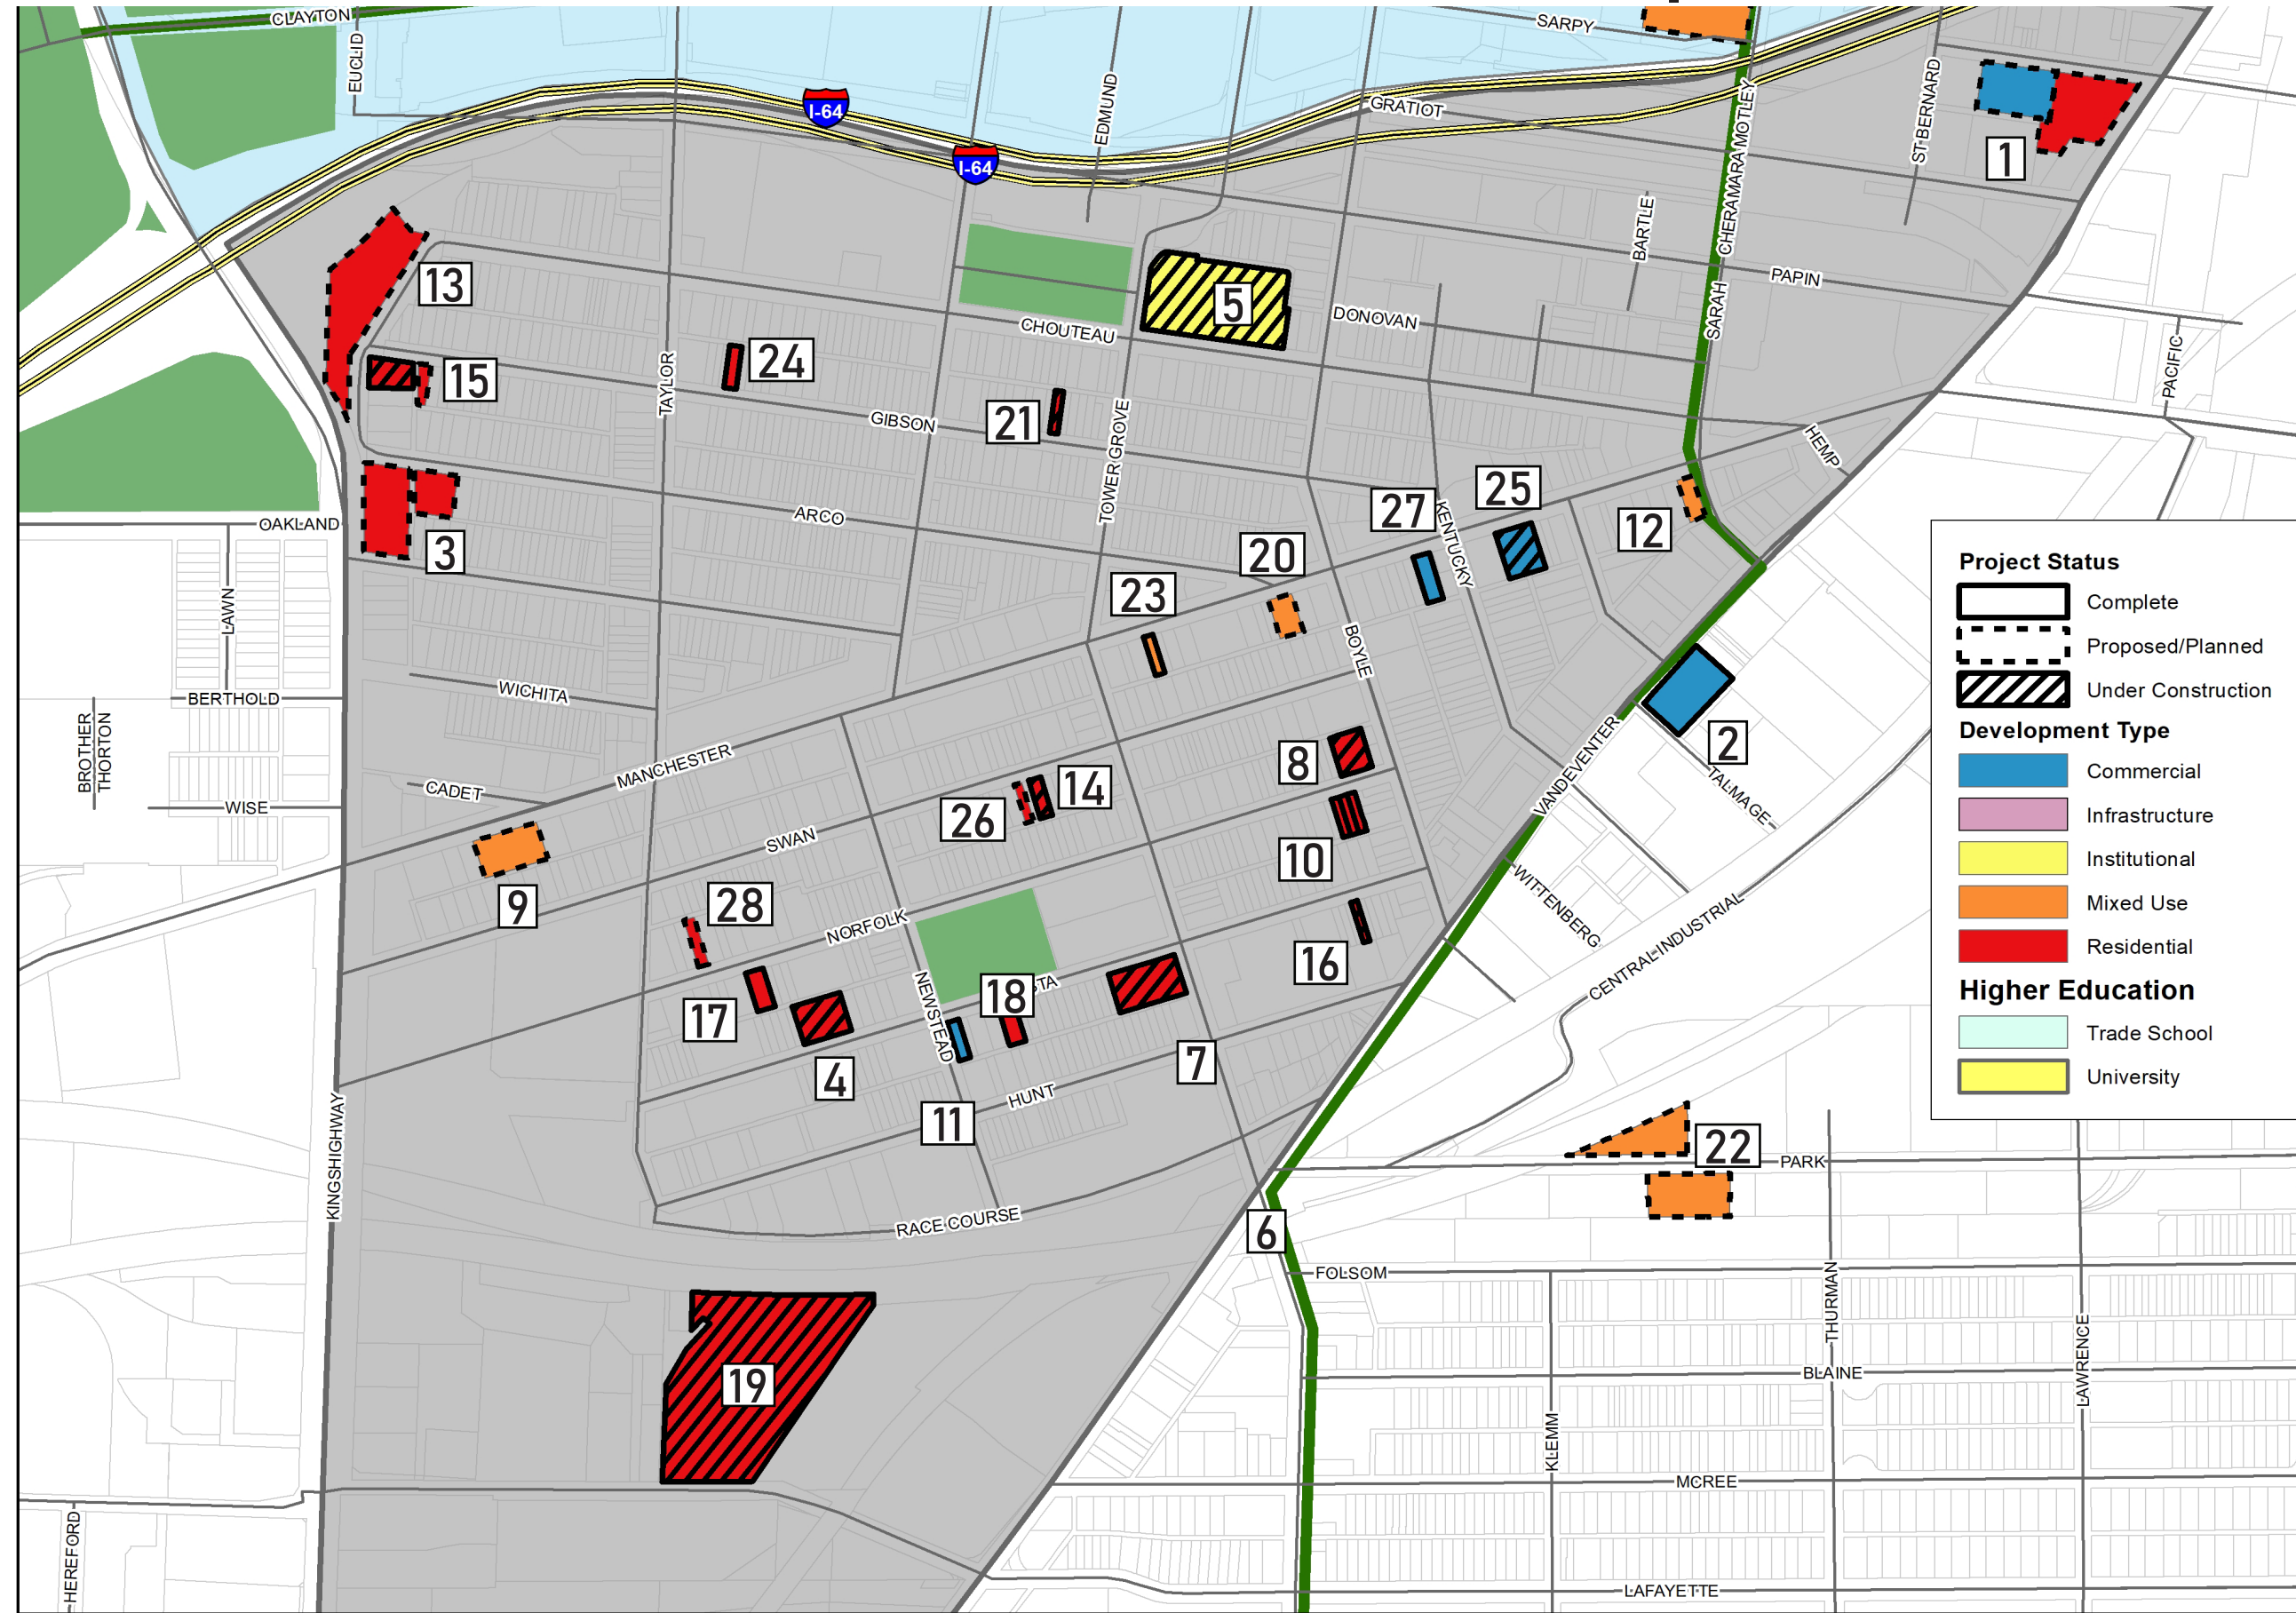 CLAYTON
SARPY
EUCLID
I-64
EDMUND
GRATIOT
CHERAMARA MOTLEY
ST BERNARD
1
I-64
BARTLE
PAPIN
13
5
DONOVAN
SARAH
CHOUTEAU
PACIFIC
15
TAYLOR
24
21
GIBSON
TOWER GROVE
HEMP
25
27
KENTUCKY
12
ARCO
OAKLAND
3
20
23
LAWN
BOYLE
BERTHOLD
WICHITA
BROTHER
THORTON
WISE
CADET
MANCHESTER
8
VANDEVENTER
2
TALMAGE
14
26
SWAN
10
9
28
NORFOLK
WITTENBERG
CENTRAL INDUSTRIAL
16
17
NEWSTEAD
18
TA
4
7
11
HUNT
KINGSHIGHWAY
22
PARK
RACE COURSE
6
FOLSOM
THURMAN
LAWRENCE
19
BLAINE
KLEMM
MCREE
HEREFORD
LAFAYETTE
Project Status
Complete
Proposed/Planned
Under Construction
Development Type
Commercial
Infrastructure
Institutional
Mixed Use
Residential
Higher Education
Trade School
University